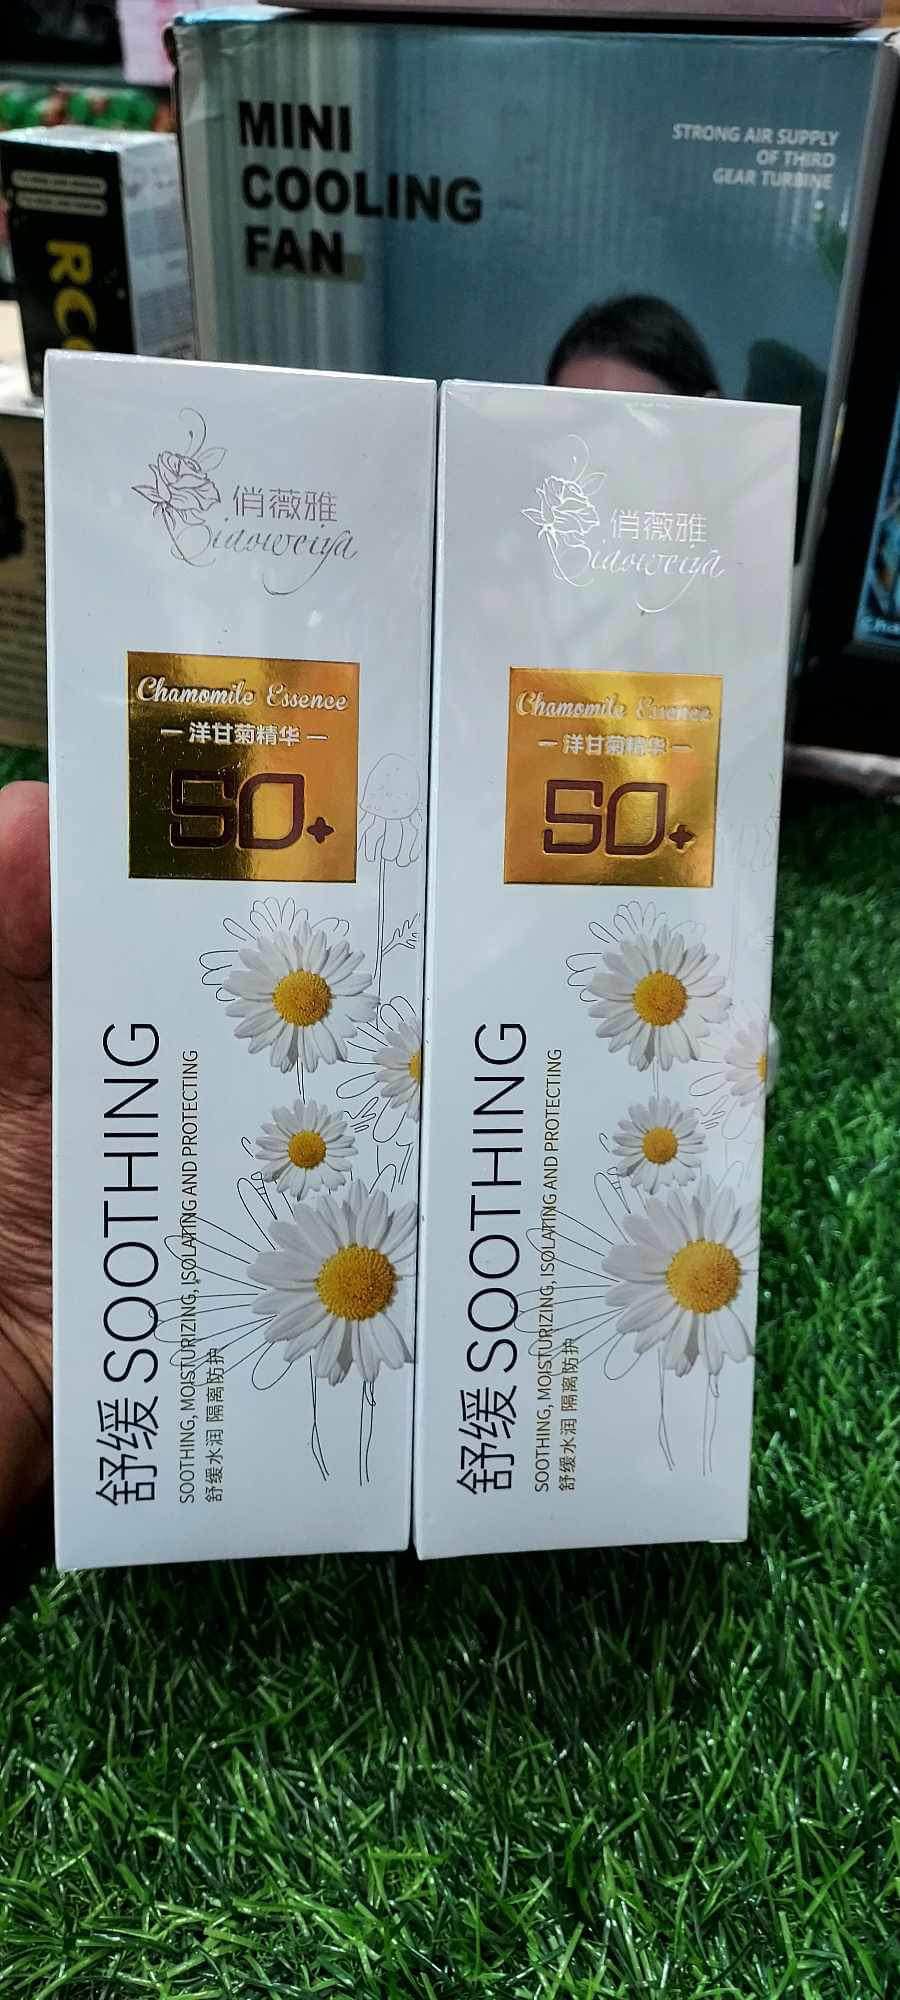 MINI
COOLING
FAN
STRONG AIR SUPPLY
OF THIRD
GEAR TURBINE
俏薇雅
Qiaoweiya
Chamomile Essence
洋甘菊精华
50+
舒缓 SOOTHING
SOOTHING, MOISTURIZING, ISOLATING AND PROTECTING
舒缓水润 隔离防护
俏薇雅
Qiaoweiya
Chamomile Essence
洋甘菊精华
50+
舒缓 SOOTHING
SOOTHING, MOISTURIZING, ISOLATING AND PROTECTING
舒缓水润 隔离防护